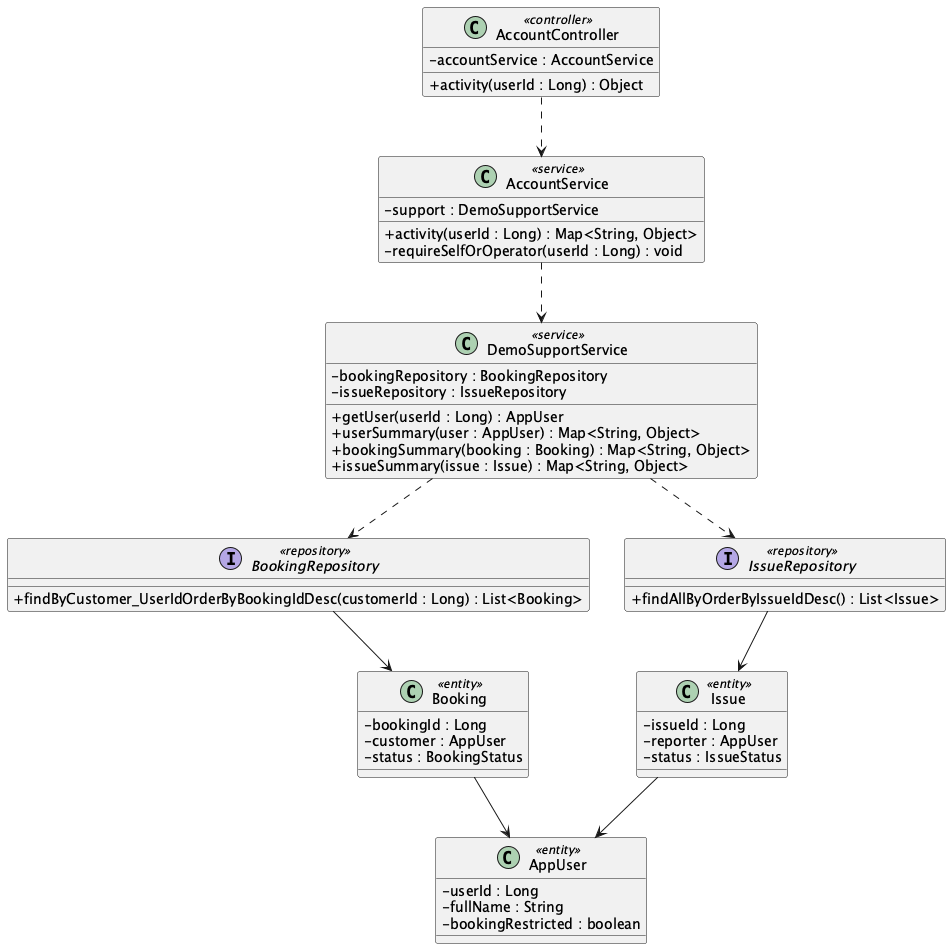 C «controller»
AccountController
-accountService : AccountService
+activity(userId : Long) : Object
C «service»
AccountService
-support : DemoSupportService
+activity(userId : Long) : Map<String, Object>
-requireSelfOrOperator(userId : Long) : void
C «service»
DemoSupportService
-bookingRepository : BookingRepository
-issueRepository : IssueRepository
+getUser(userId : Long) : AppUser
+userSummary(user : AppUser) : Map<String, Object>
+bookingSummary(booking : Booking) : Map<String, Object>
+issueSummary(issue : Issue) : Map<String, Object>
I «repository»
BookingRepository
+findByCustomer_UserIdOrderByBookingIdDesc(customerId : Long) : List<Booking>
I «repository»
IssueRepository
+findAllByOrderByIssueIdDesc() : List<Issue>
C «entity»
Booking
-bookingId : Long
-customer : AppUser
-status : BookingStatus
C «entity»
Issue
-issueId : Long
-reporter : AppUser
-status : IssueStatus
C «entity»
AppUser
-userId : Long
-fullName : String
-bookingRestricted : boolean